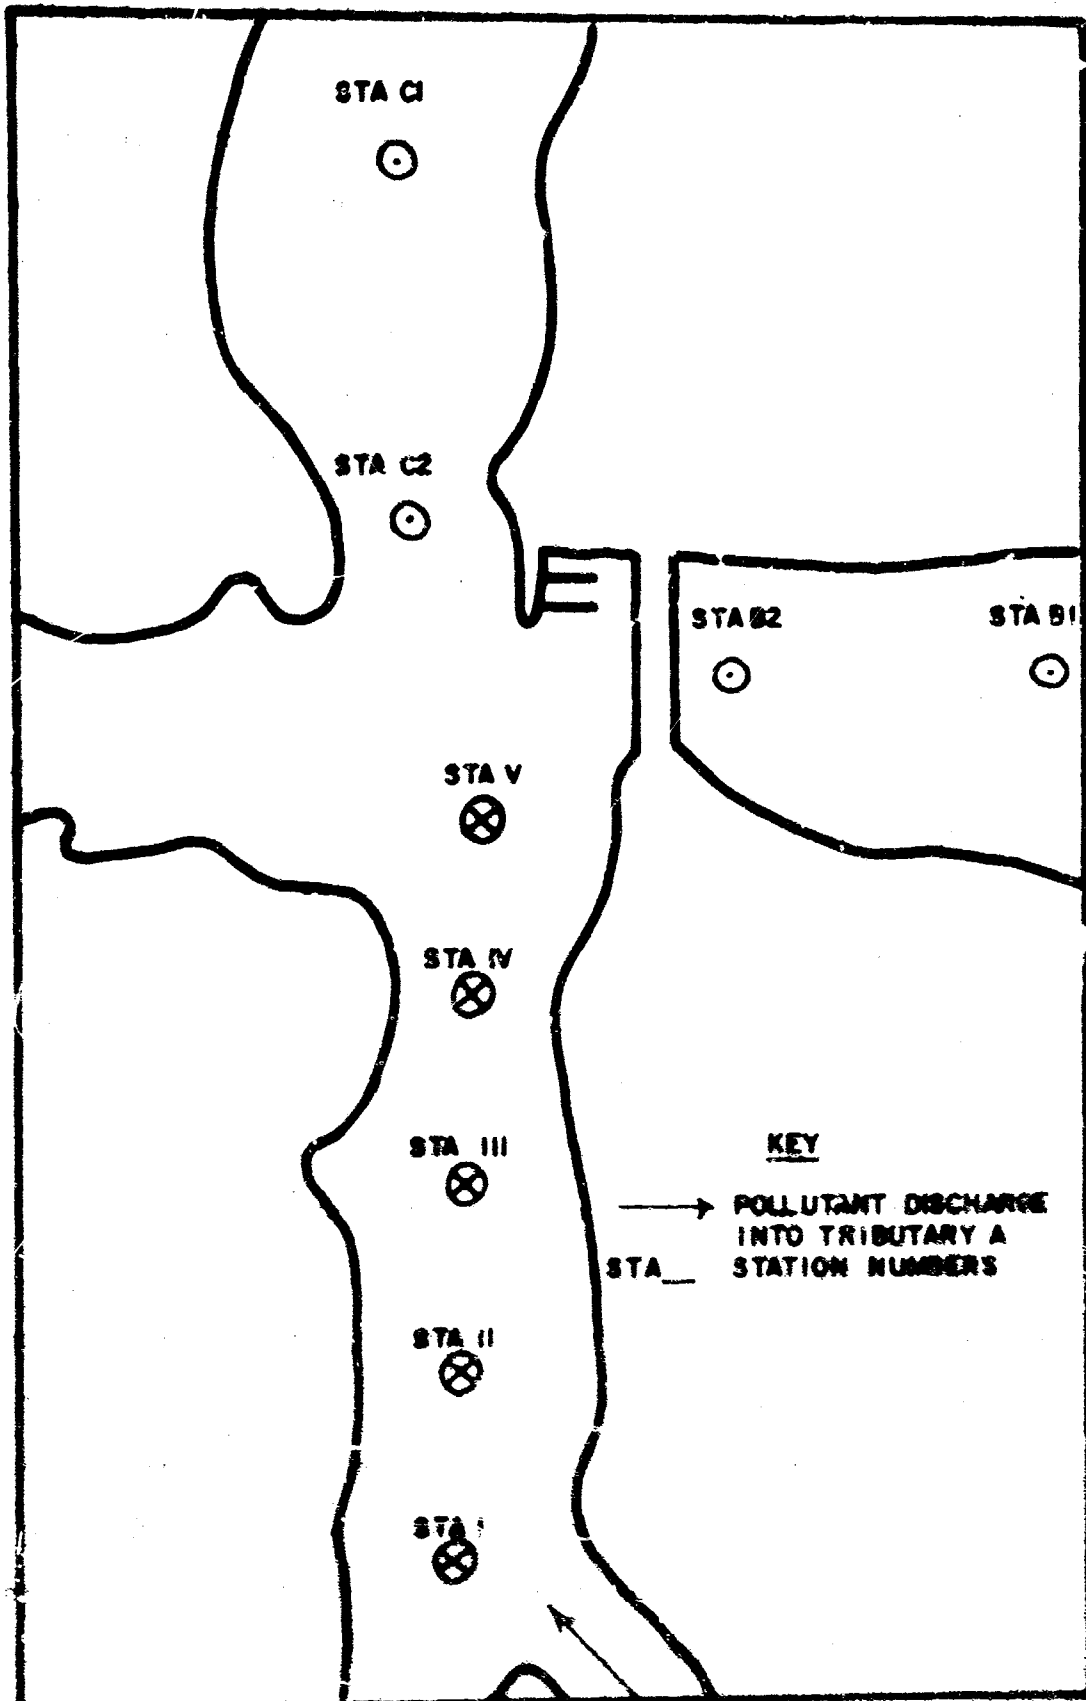 STA C1
STA C2
STA B2
STA B1
STA V
STA IV
STA III
KEY
POLLUTANT DISCHARGE
INTO TRIBUTARY A
STA__ STATION NUMBERS
STA II
STA I